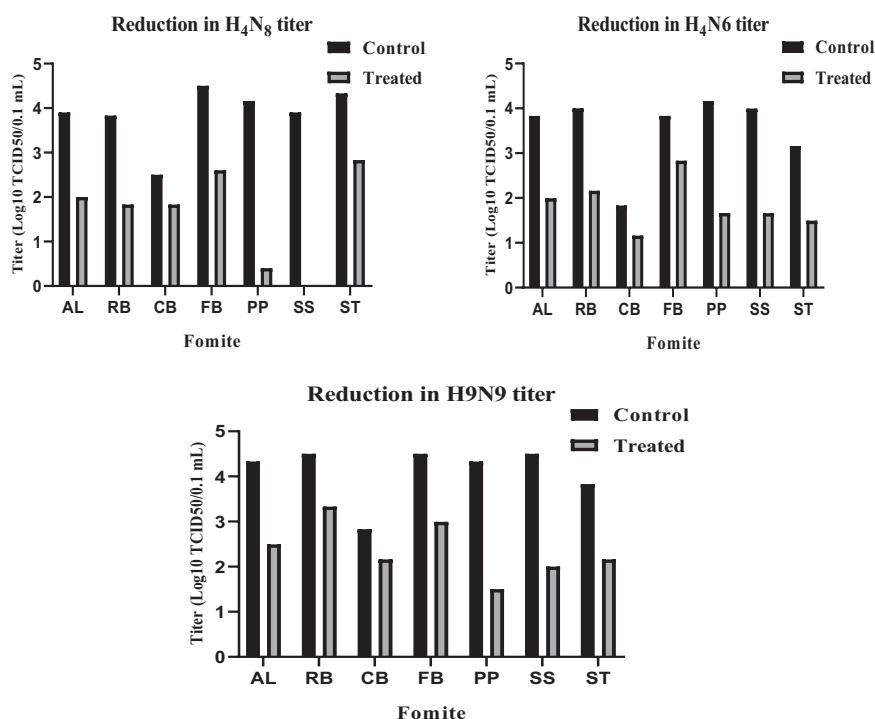 Reduction in H₄N₈ titer
Control
Treated
Titer (Log10 TCID50/0.1 mL)
5
4
3
2
1
0
AL RB CB FB PP SS ST
Fomite
Reduction in H₄N6 titer
Control
Treated
Titer (Log10 TCID50/0.1 mL)
5
4
3
2
1
0
AL RB CB FB PP SS ST
Fomite
Reduction in H9N9 titer
Control
Treated
Titer (Log10 TCID50/0.1 mL)
5
4
3
2
1
0
AL RB CB FB PP SS ST
Fomite